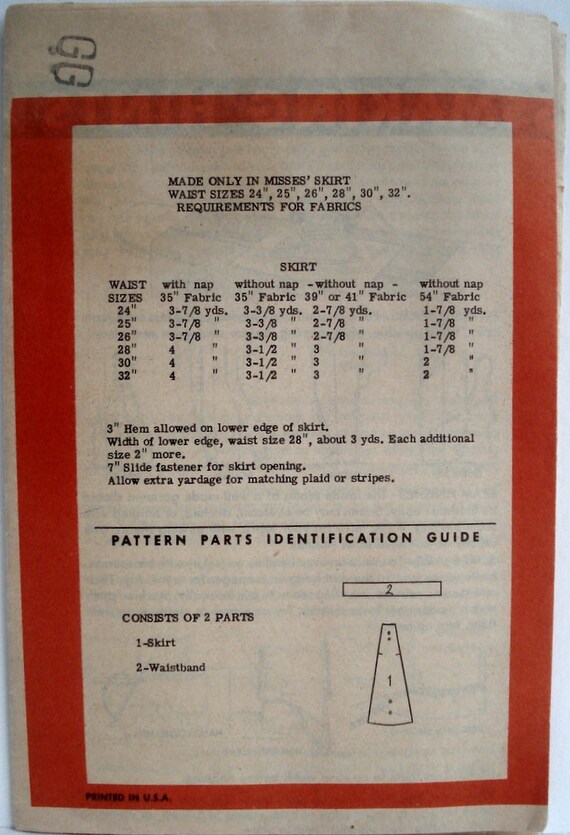 GG
MADE ONLY IN MISSES' SKIRT
WAIST SIZES 24", 25", 26", 28", 30", 32".
REQUIREMENTS FOR FABRICS
SKIRT
WAIST with nap without nap -without nap - without nap
SIZES 35" Fabric 35" Fabric 39" or 41" Fabric 54" Fabric
24" 3-7/8 yds. 3-3/8 yds. 2-7/8 yds. 1-7/8 yds.
25" 3-7/8 " 3-3/8 " 2-7/8 " 1-7/8 "
26" 3-7/8 " 3-3/8 " 2-7/8 " 1-7/8 "
28" 4 " 3-1/2 " 3 " 1-7/8 "
30" 4 " 3-1/2 " 3 " 2 "
32" 4 " 3-1/2 " 3 " 2 "
3" Hem allowed on lower edge of skirt.
Width of lower edge, waist size 28", about 3 yds. Each additional
size 2" more.
7" Slide fastener for skirt opening.
Allow extra yardage for matching plaid or stripes.
PATTERN PARTS IDENTIFICATION GUIDE
2
CONSISTS OF 2 PARTS
1-Skirt
2-Waistband
1
PRINTED IN U.S.A.